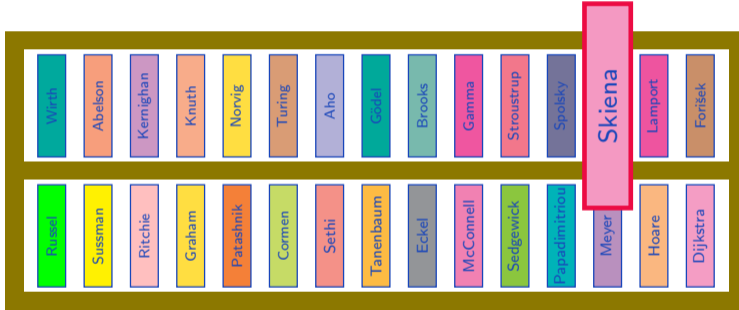 Wirth
Abelson
Kernighan
Knuth
Norvig
Turing
Aho
Gödel
Brooks
Gamma
Stroustrup
Spolsky
Skiena
Lamport
Forišek
Russel
Sussman
Ritchie
Graham
Patashnik
Cormen
Sethi
Tanenbaum
Eckel
McConnell
Sedgewick
Papadimitriou
Meyer
Hoare
Dijkstra